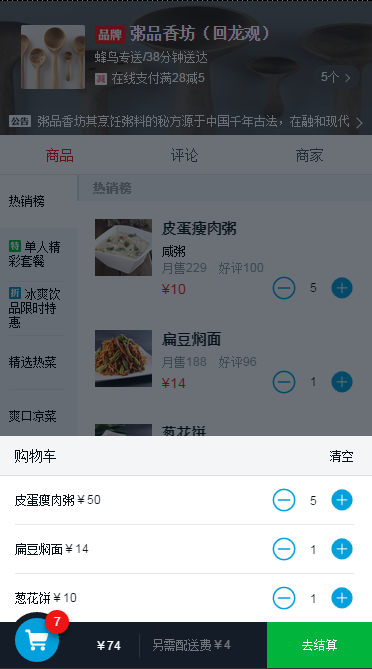 品牌 粥品香坊（回龙观）
蜂鸟专送/38分钟送达
减 在线支付满28减5
5个
公告 粥品香坊其烹饪粥料的秘方源于中国千年古法，在融和现代
商品
评论
商家
热销榜
特 单人精
彩套餐
折 冰爽饮
品限时特
惠
精选热菜
爽口凉菜
热销榜
皮蛋瘦肉粥
咸粥
月售229 好评100
¥10
5
扁豆焖面
月售188 好评96
¥14
1
葱花饼
购物车
清空
皮蛋瘦肉粥￥50
5
扁豆焖面￥14
1
葱花饼￥10
1
7
¥74
另需配送费￥4
去结算